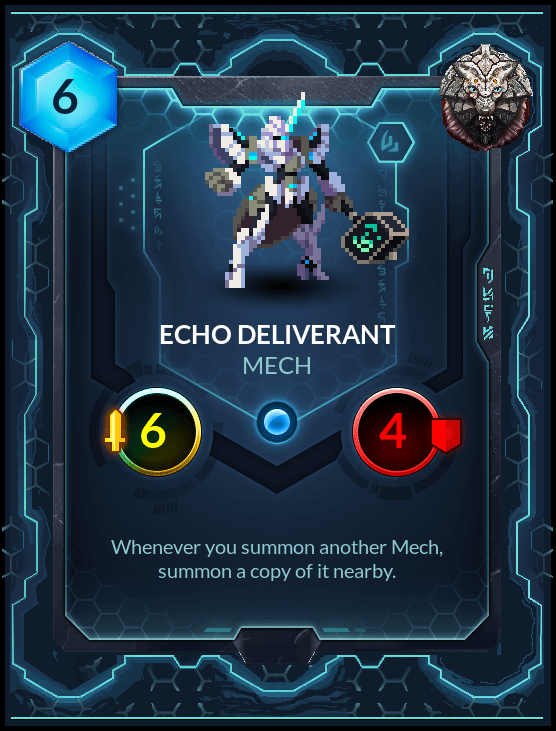 6
ECHO DELIVERANT
MECH
6
4
Whenever you summon another Mech,
summon a copy of it nearby.